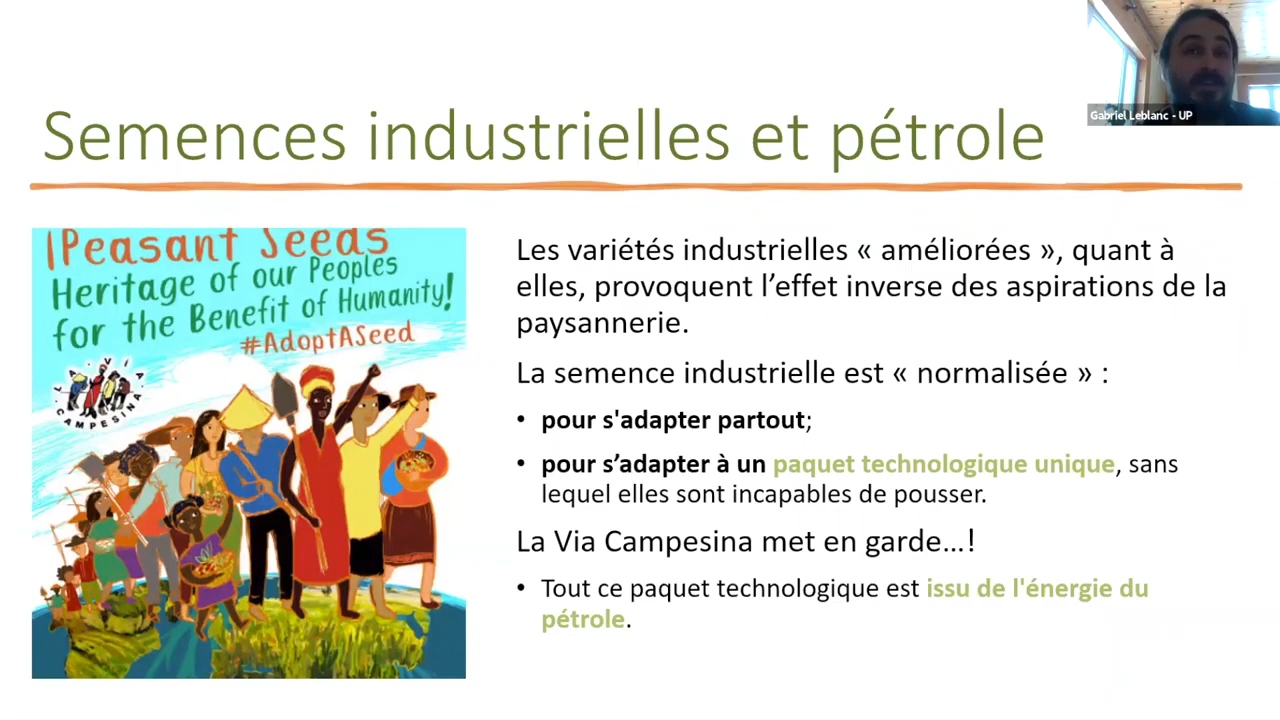 Gabriel Leblanc - UP
Semences industrielles et pétrole
¡Peasant Seeds
Heritage of our Peoples
for the Benefit of Humanity!
#AdoptASeed
LA VIA CAMPESINA
Les variétés industrielles « améliorées », quant à
elles, provoquent l’effet inverse des aspirations de la
paysannerie.
La semence industrielle est « normalisée » :
• pour s'adapter partout;
• pour s’adapter à un paquet technologique unique, sans
lequel elles sont incapables de pousser.
La Via Campesina met en garde…!
• Tout ce paquet technologique est issu de l'énergie du
pétrole.